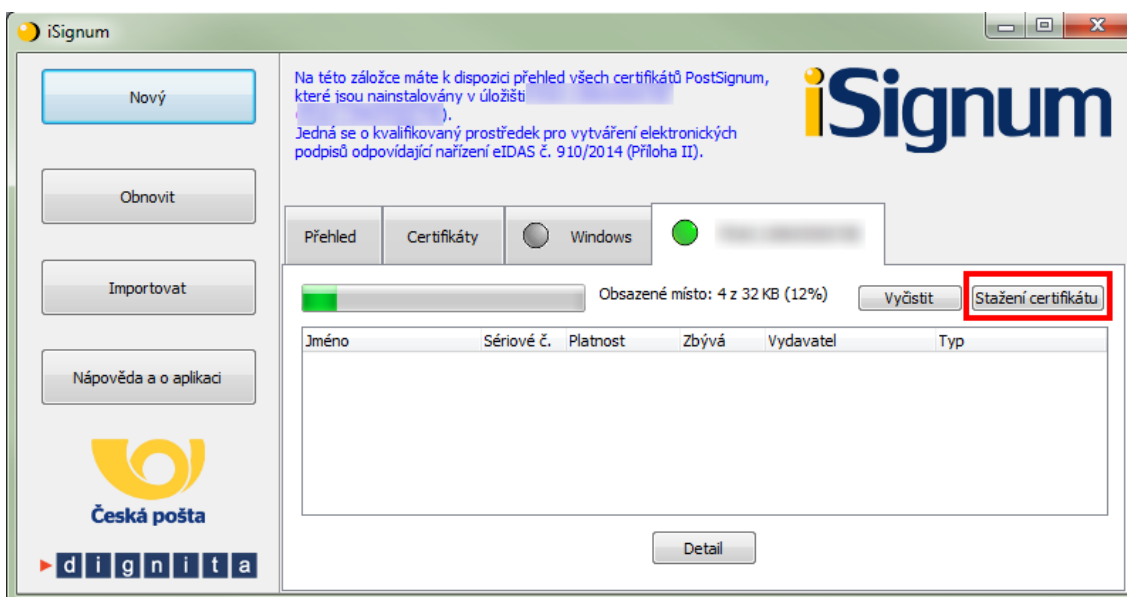 iSignum
Nový
Obnovit
Importovat
Nápověda a o aplikaci
Česká pošta
dignita
Na této záložce máte k dispozici přehled všech certifikátů PostSignum,
které jsou nainstalovány v úložišti
).
Jedná se o kvalifikovaný prostředek pro vytváření elektronických
podpisů odpovídající nařízení eIDAS č. 910/2014 (Příloha II).
iSignum
Přehled Certifikáty Windows
Obsazené místo: 4 z 32 KB (12%) Vyčistit Stažení certifikátu
Jméno Sériové č. Platnost Zbývá Vydavatel Typ
Detail